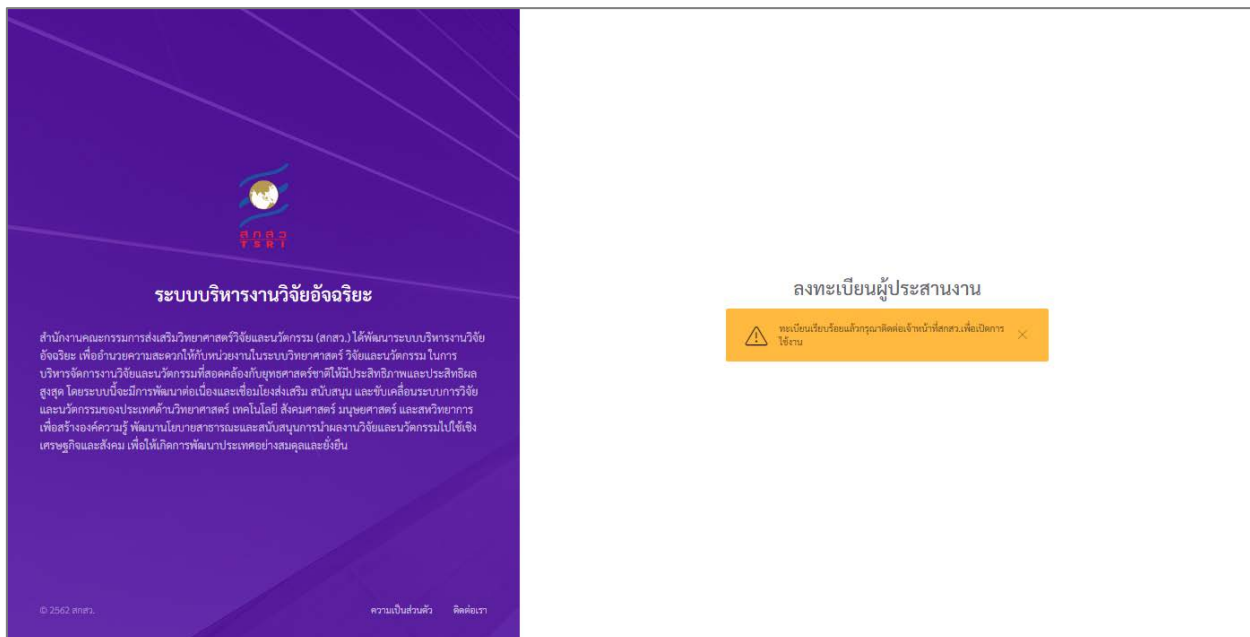 สกสว
TSRI
ระบบบริหารงานวิจัยอัจฉริยะ
สำนักงานคณะกรรมการส่งเสริมวิทยาศาสตร์วิจัยและนวัตกรรม (สกสว.) ได้พัฒนาระบบบริหารงานวิจัย
อัจฉริยะ เพื่ออำนวยความสะดวกให้กับหน่วยงานในระบบวิทยาศาสตร์ วิจัยและนวัตกรรม ในการ
บริหารจัดการงานวิจัยและนวัตกรรมที่สอดคล้องกับยุทธศาสตร์ชาติให้มีประสิทธิภาพและประสิทธิผล
สูงสุด โดยระบบนี้จะมีการพัฒนาต่อเนื่องและเชื่อมโยงส่งเสริม สนับสนุน และขับเคลื่อนระบบการวิจัย
และนวัตกรรมของประเทศด้านวิทยาศาสตร์ เทคโนโลยี สังคมศาสตร์ มนุษยศาสตร์ และสหวิทยาการ
เพื่อสร้างองค์ความรู้ พัฒนานโยบายสาธารณะและสนับสนุนการนำผลงานวิจัยและนวัตกรรมไปใช้เชิง
เศรษฐกิจและสังคม เพื่อให้เกิดการพัฒนาประเทศอย่างสมดุลและยั่งยืน
© 2562 สกสว.
ความเป็นส่วนตัว ติดต่อเรา
ลงทะเบียนผู้ประสานงาน
ทะเบียนเรียบร้อยแล้วกรุณาติดต่อเจ้าหน้าที่สกสว.เพื่อเปิดการ
ใช้งาน